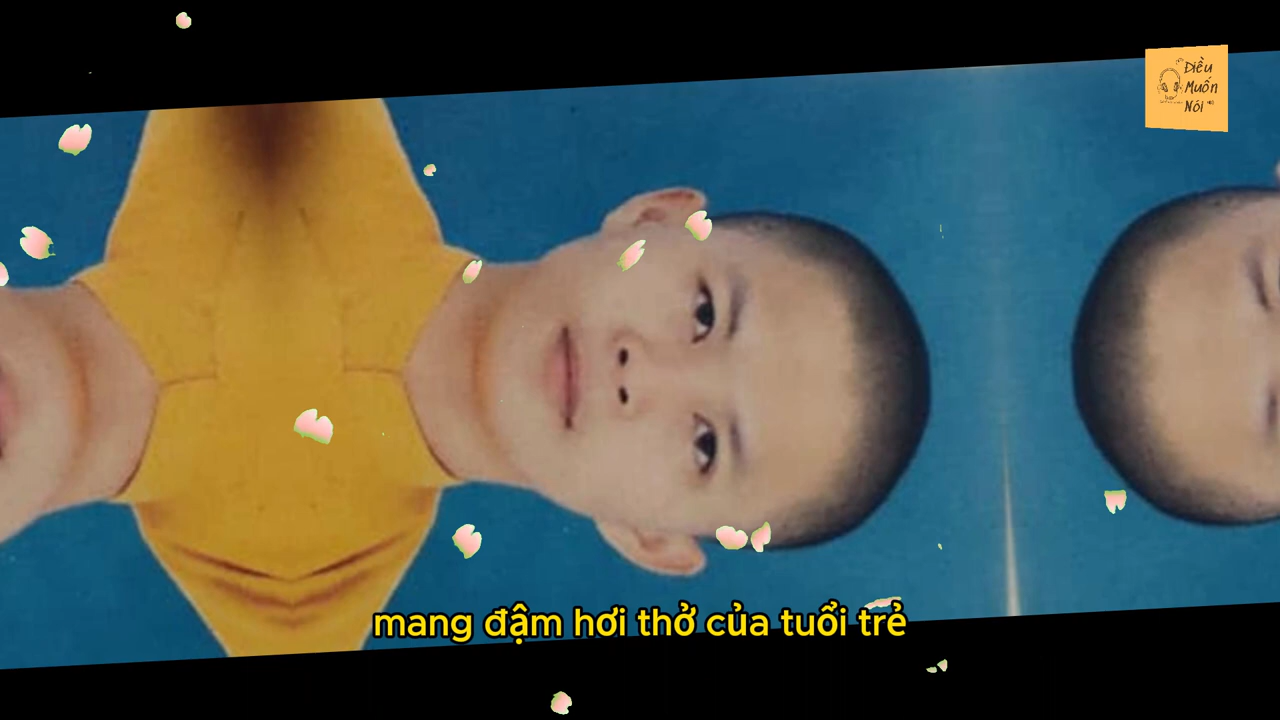 Điều
Muốn
Nói
mang đậm hơi thở của tuổi trẻ